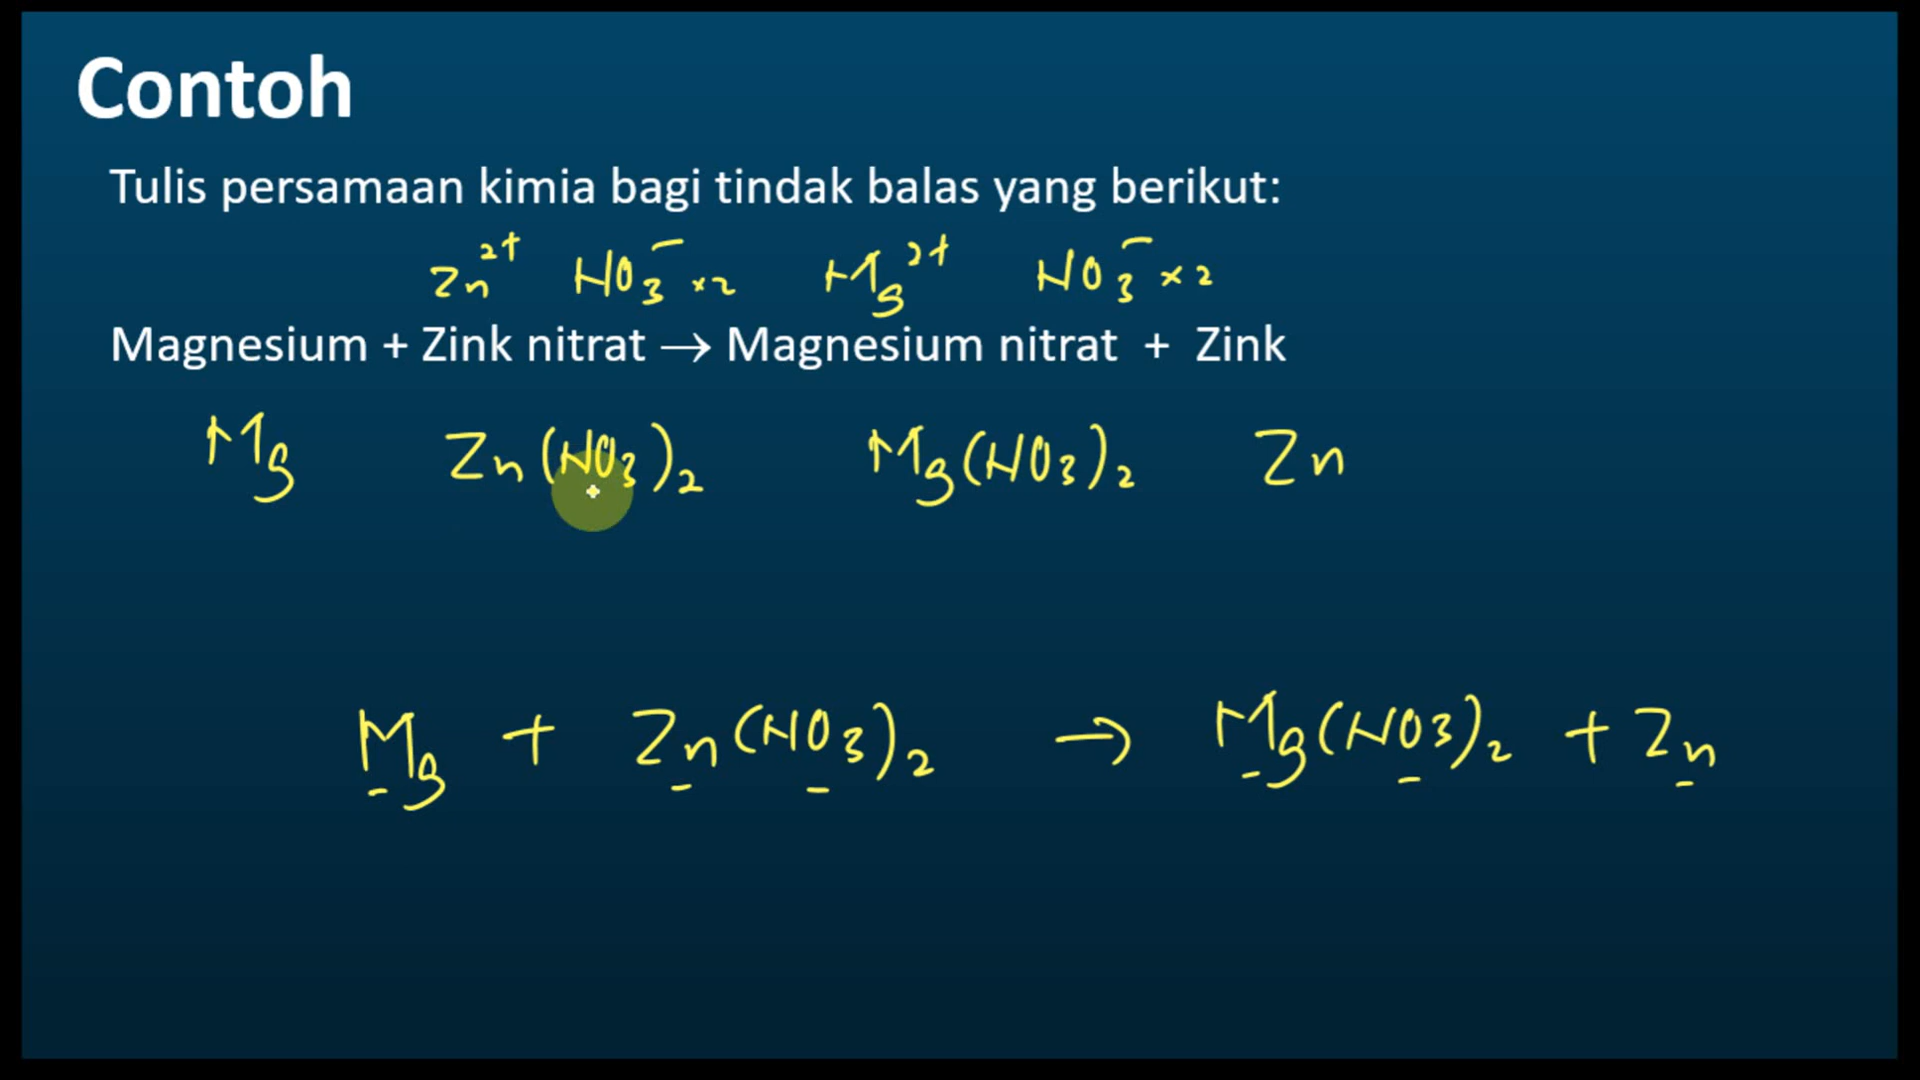 Contoh
Tulis persamaan kimia bagi tindak balas yang berikut:
Zn²⁺ NO₃⁻ ×2 Mg²⁺ NO₃⁻ ×2
Magnesium + Zink nitrat → Magnesium nitrat + Zink
Mg Zn(NO₃)₂ Mg(NO₃)₂ Zn
Mg + Zn(NO₃)₂ → Mg(NO₃)₂ + Zn